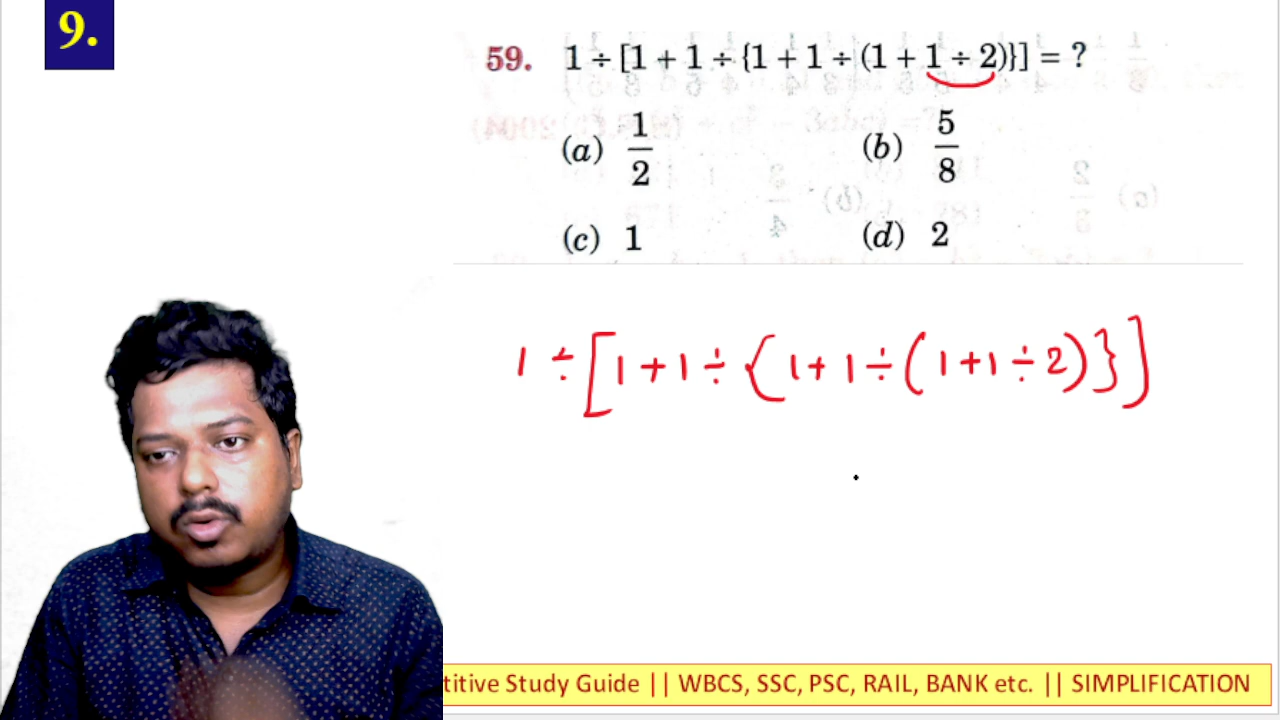 9.
59. 1 ÷ [1 + 1 ÷ {1 + 1 ÷ (1 + 1 ÷ 2)}] = ?
(a) 1/2 (b) 5/8
(c) 1 (d) 2
1 ÷ [1 + 1 ÷ {1 + 1 ÷ (1 + 1 ÷ 2)}]
titive Study Guide || WBCS, SSC, PSC, RAIL, BANK etc. || SIMPLIFICATION